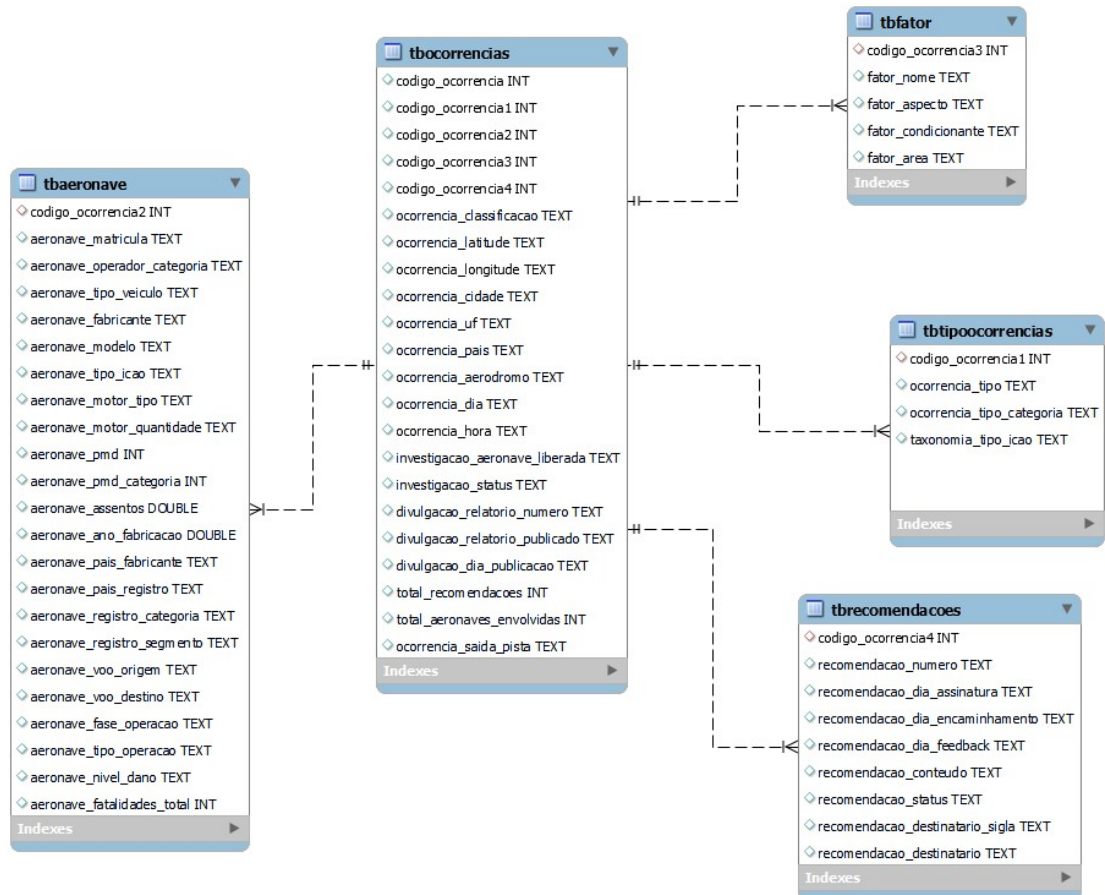 tbaeronave
codigo_ocorrencia2 INT
aeronave_matricula TEXT
aeronave_operador_categoria TEXT
aeronave_tipo_veiculo TEXT
aeronave_fabricante TEXT
aeronave_modelo TEXT
aeronave_tipo_icao TEXT
aeronave_motor_tipo TEXT
aeronave_motor_quantidade TEXT
aeronave_pmd INT
aeronave_pmd_categoria INT
aeronave_assentos DOUBLE
aeronave_ano_fabricacao DOUBLE
aeronave_pais_fabricante TEXT
aeronave_pais_registro TEXT
aeronave_registro_categoria TEXT
aeronave_registro_segmento TEXT
aeronave_voo_origem TEXT
aeronave_voo_destino TEXT
aeronave_fase_operacao TEXT
aeronave_tipo_operacao TEXT
aeronave_nivel_dano TEXT
aeronave_fatalidades_total INT
Indexes
tbocorrencias
codigo_ocorrencia INT
codigo_ocorrencia1 INT
codigo_ocorrencia2 INT
codigo_ocorrencia3 INT
codigo_ocorrencia4 INT
ocorrencia_classificacao TEXT
ocorrencia_latitude TEXT
ocorrencia_longitude TEXT
ocorrencia_cidade TEXT
ocorrencia_uf TEXT
ocorrencia_pais TEXT
ocorrencia_aerodromo TEXT
ocorrencia_dia TEXT
ocorrencia_hora TEXT
investigacao_aeronave_liberada TEXT
investigacao_status TEXT
divulgacao_relatorio_numero TEXT
divulgacao_relatorio_publicado TEXT
divulgacao_dia_publicacao TEXT
total_recomendacoes INT
total_aeronaves_envolvidas INT
ocorrencia_saida_pista TEXT
Indexes
tbfator
codigo_ocorrencia3 INT
fator_nome TEXT
fator_aspecto TEXT
fator_condicionante TEXT
fator_area TEXT
Indexes
tbtipoocorrencias
codigo_ocorrencia1 INT
ocorrencia_tipo TEXT
ocorrencia_tipo_categoria TEXT
taxonomia_tipo_icao TEXT
Indexes
tbrecomendacoes
codigo_ocorrencia4 INT
recomendacao_numero TEXT
recomendacao_dia_assinatura TEXT
recomendacao_dia_encaminhamento TEXT
recomendacao_dia_feedback TEXT
recomendacao_conteudo TEXT
recomendacao_status TEXT
recomendacao_destinatario_sigla TEXT
recomendacao_destinatario TEXT
Indexes